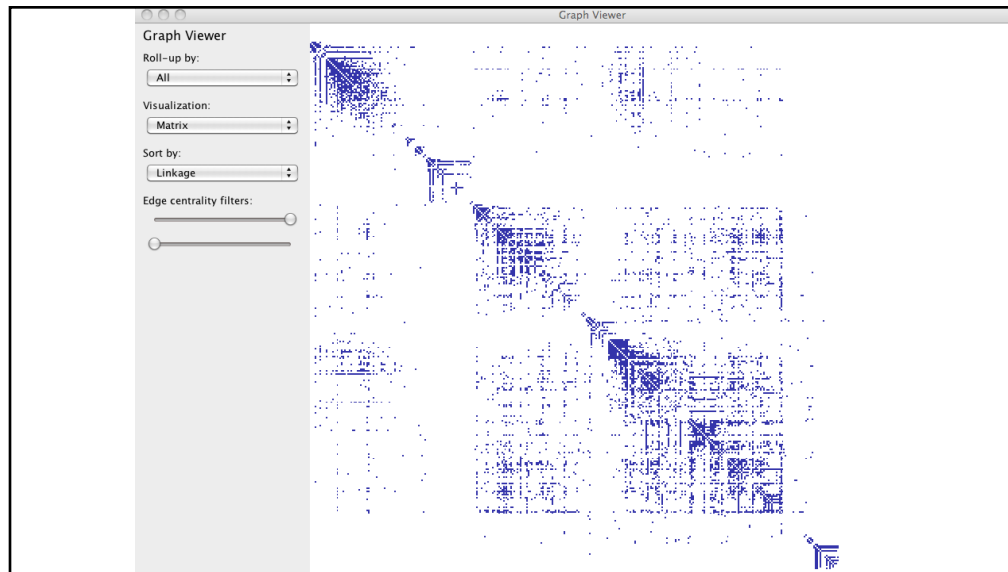 Graph Viewer
Graph Viewer
Roll-up by:
All
Visualization:
Matrix
Sort by:
Linkage
Edge centrality filters: